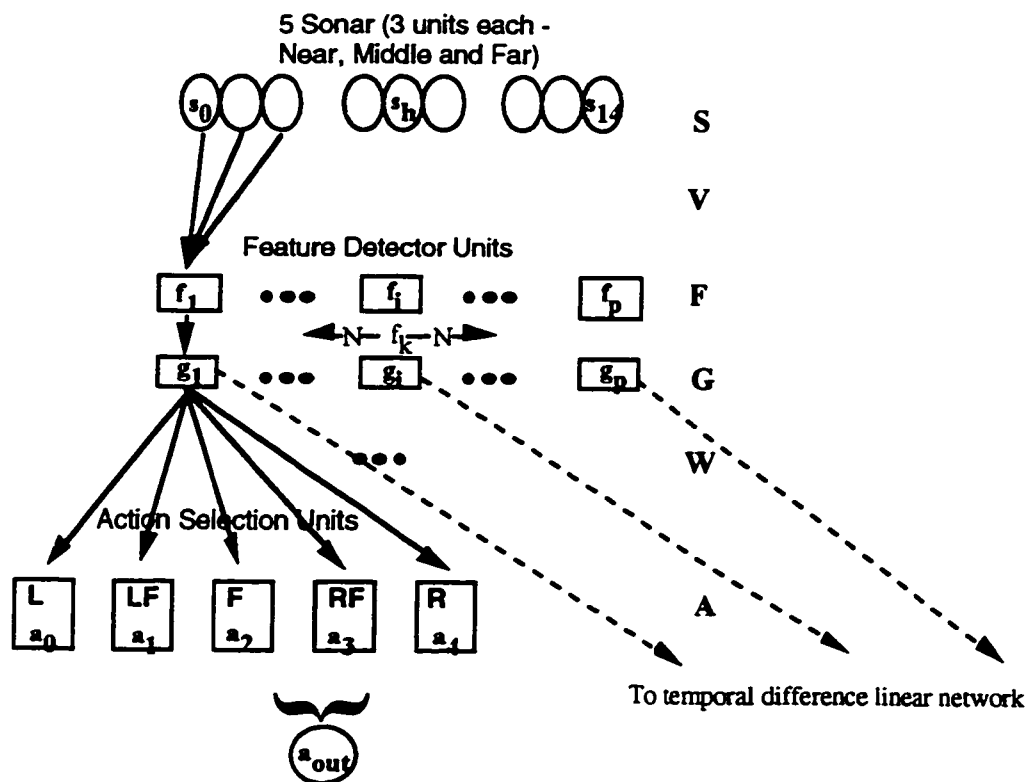 5 Sonar (3 units each -
Near, Middle and Far)
s0 sh s14
S
V
Feature Detector Units
f1 fi fp F
N fk N
g1 gi gp G
W
Action Selection Units
L LF F RF R
A
a0 a1 a2 a3 a4
To temporal difference linear network
aout